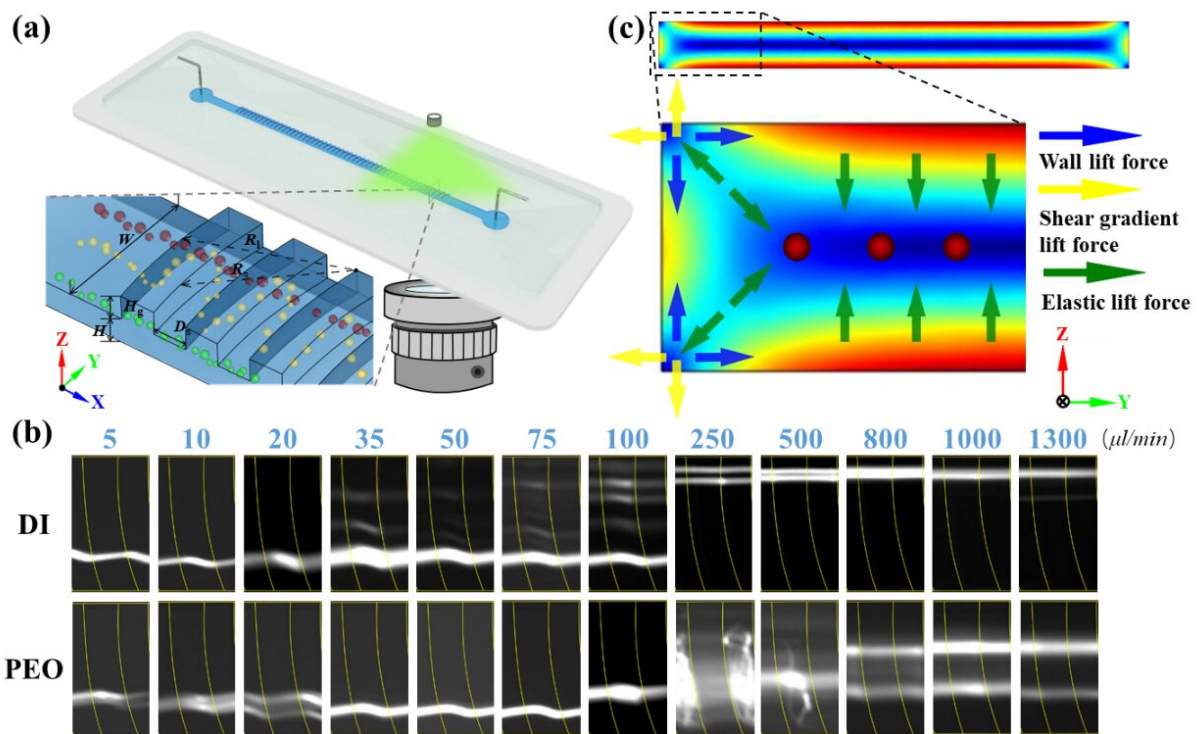 (a)
W
R₁
Hg
H
Z
Y
X
(c)
Wall lift force
Shear gradient
lift force
Elastic lift force
Z
Y
(b)
5 10 20 35 50 75 100 250 500 800 1000 1300 (μl/min)
DI
PEO